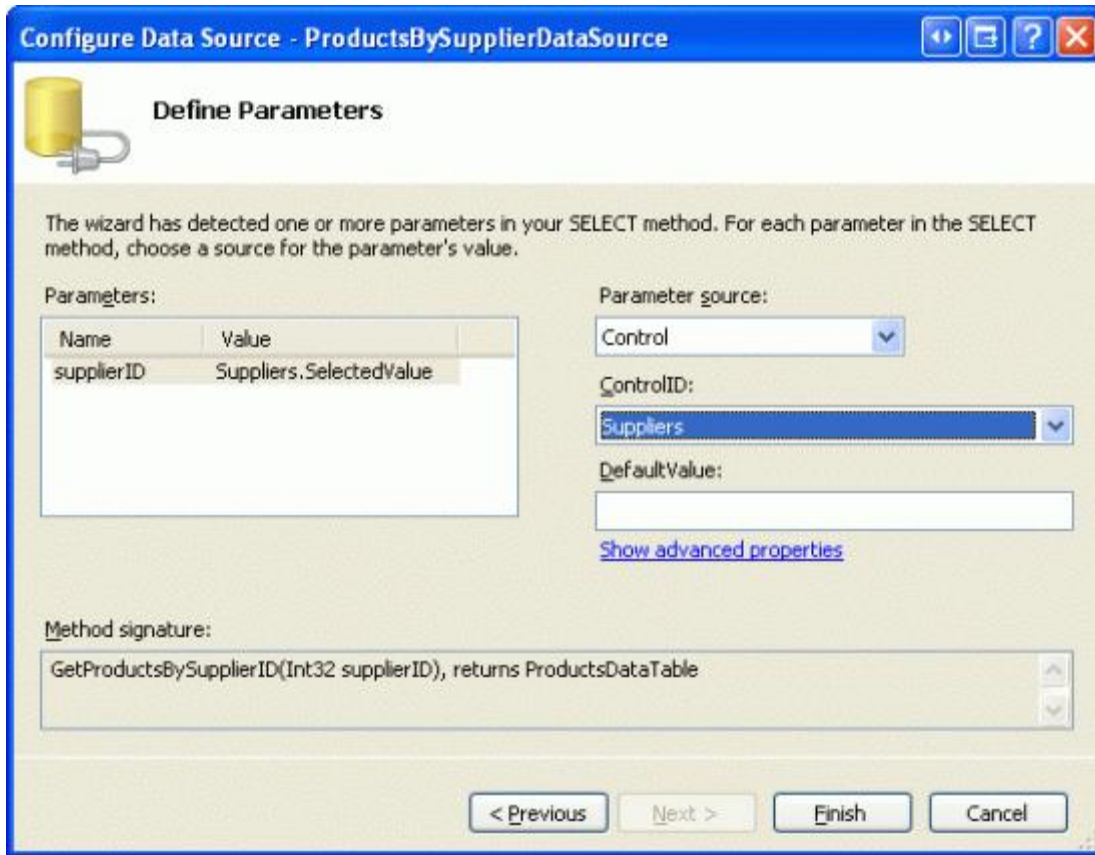 Configure Data Source - ProductsBySupplierDataSource
Define Parameters
The wizard has detected one or more parameters in your SELECT method. For each parameter in the SELECT
method, choose a source for the parameter's value.
Parameters:
Name Value
supplierID Suppliers.SelectedValue
Parameter source:
Control
ControlID:
Suppliers
DefaultValue:
Show advanced properties
Method signature:
GetProductsBySupplierID(Int32 supplierID), returns ProductsDataTable
< Previous Next > Finish Cancel